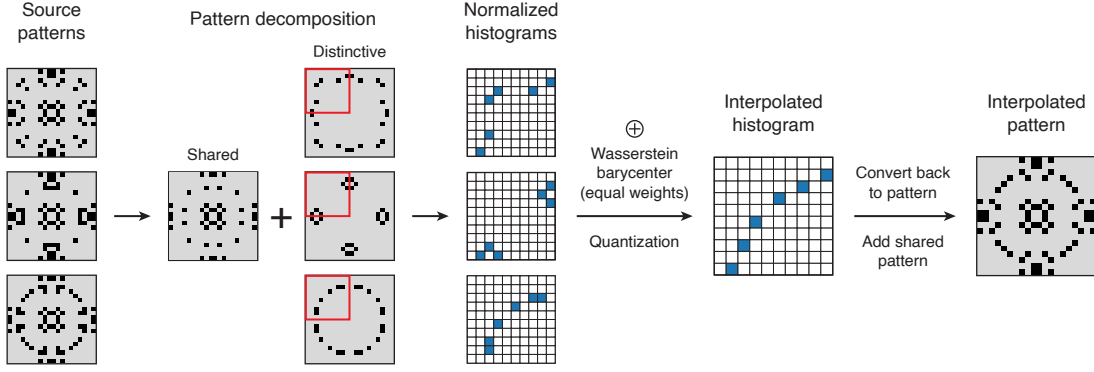 Source
patterns
Pattern decomposition
Distinctive
Shared
Normalized
histograms
Wasserstein
barycenter
(equal weights)
Quantization
Interpolated
histogram
Convert back
to pattern
Add shared
pattern
Interpolated
pattern